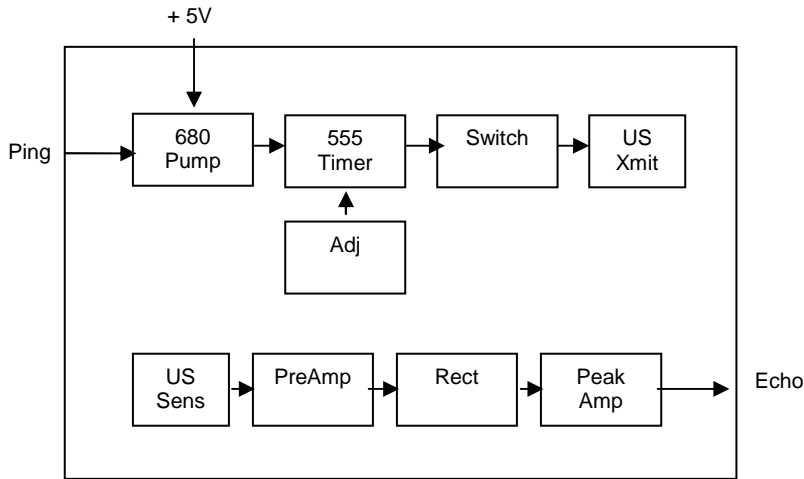 + 5V
Ping
680
Pump
555
Timer
Switch
US
Xmit
Adj
US
Sens
PreAmp
Rect
Peak
Amp
Echo